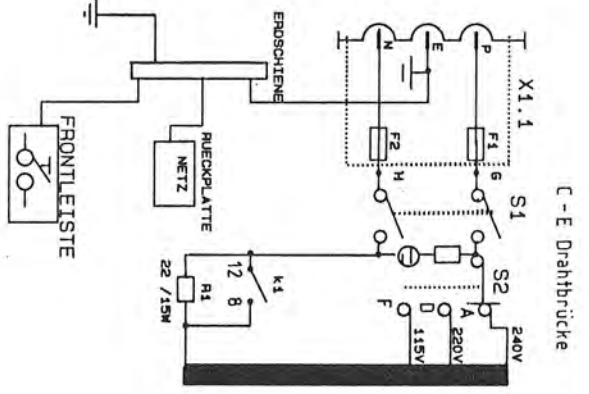 C - E Drahtbrücke
X1.1
P
E
N
F1
F2
G
H
S1
S2
A
D
F
240V
220V
115V
k1
12 8
R1
22 /15W
ERDSCHIENE
RUECKPLATTE
NETZ
FRONTLEISTE